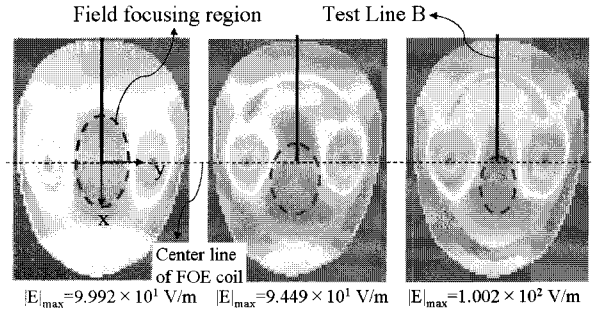 Field focusing region
Test Line B
y
x
Center line
of FOE coil
|E|max=9.992 × 10¹ V/m
|E|max=9.449 × 10¹ V/m
|E|max=1.002 × 10² V/m